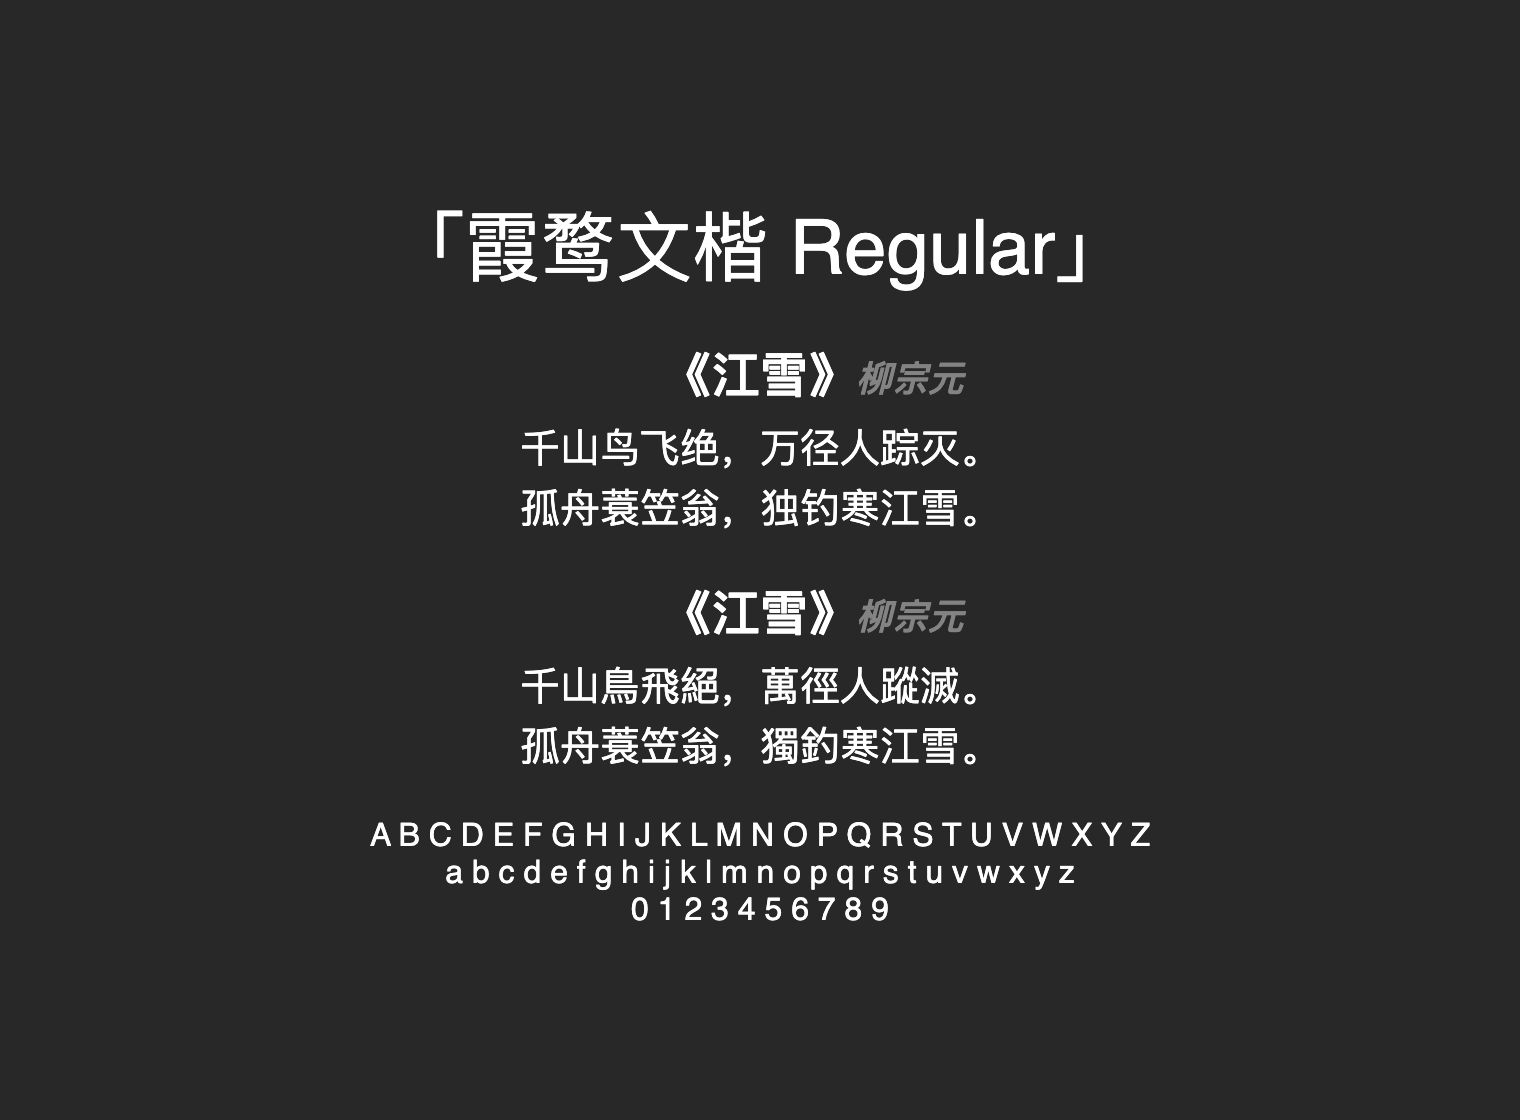 「霞鹜文楷 Regular」
《江雪》 柳宗元
千山鸟飞绝，万径人踪灭。
孤舟蓑笠翁，独钓寒江雪。
《江雪》 柳宗元
千山鳥飛絕，萬徑人蹤滅。
孤舟蓑笠翁，獨釣寒江雪。
A B C D E F G H I J K L M N O P Q R S T U V W X Y Z
a b c d e f g h i j k l m n o p q r s t u v w x y z
0 1 2 3 4 5 6 7 8 9